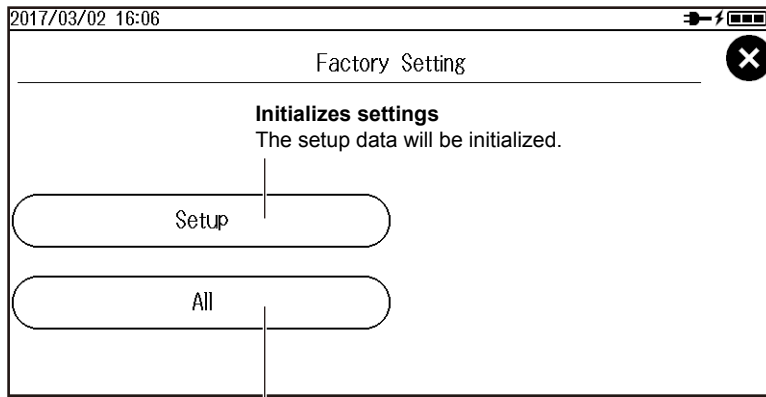 2017/03/02 16:06
Factory Setting
Initializes settings
The setup data will be initialized.
Setup
All